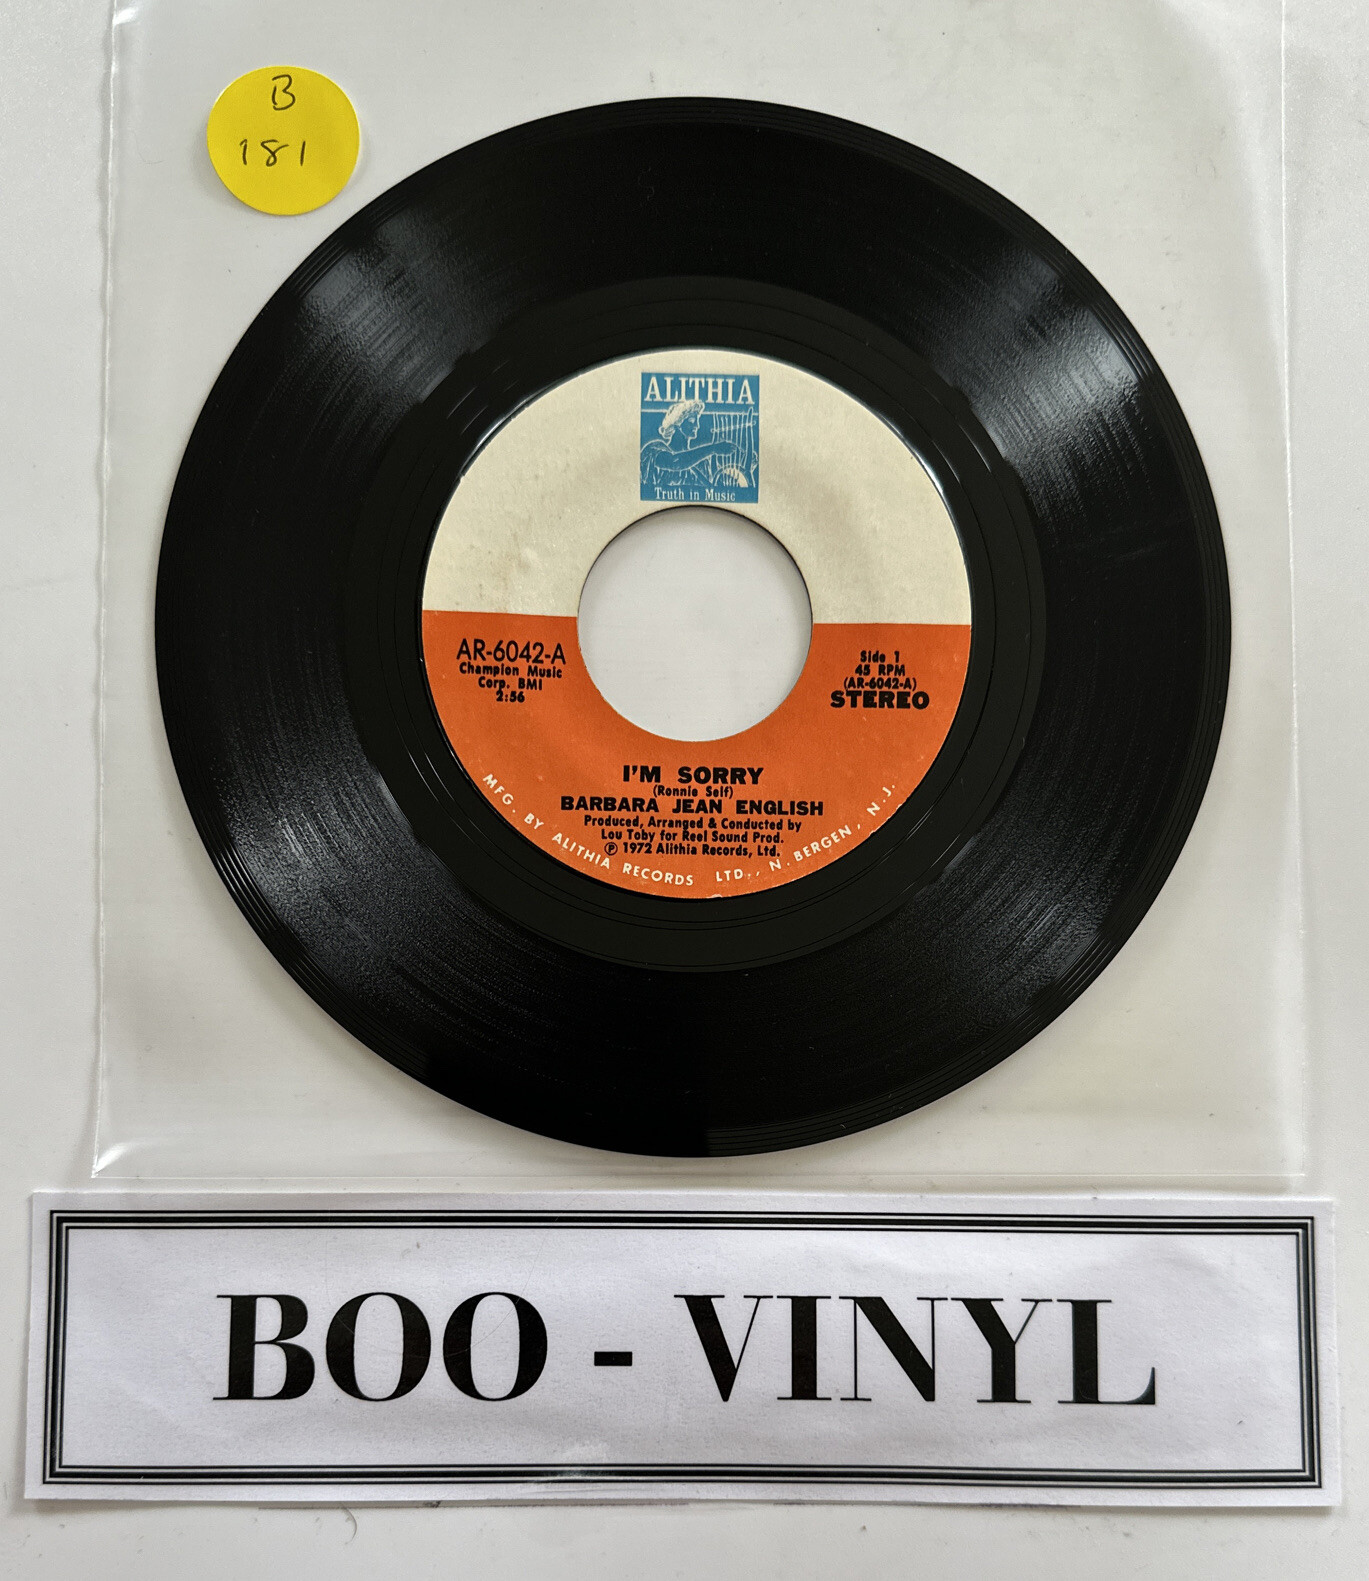 B
181
ALITHIA
Truth in Music
AR-6042-A
Champion Music
Corp. BMI
2:56
Side 1
45 RPM
(AR-6042-A)
STEREO
I'M SORRY
(Ronnie Self)
BARBARA JEAN ENGLISH
Produced, Arranged & Conducted by
Lou Toby for Reel Sound Prod.
℗ 1972 Alithia Records, Ltd.
MFG. BY ALITHIA RECORDS LTD., N. BERGEN, N.J.
BOO - VINYL